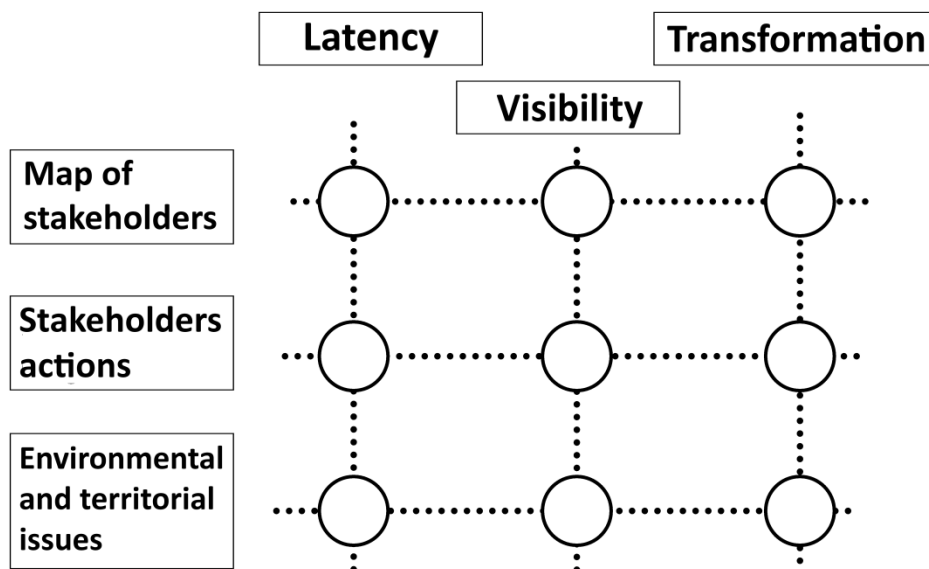 Latency
Transformation
Visibility
Map of
stakeholders
Stakeholders
actions
Environmental
and territorial
issues